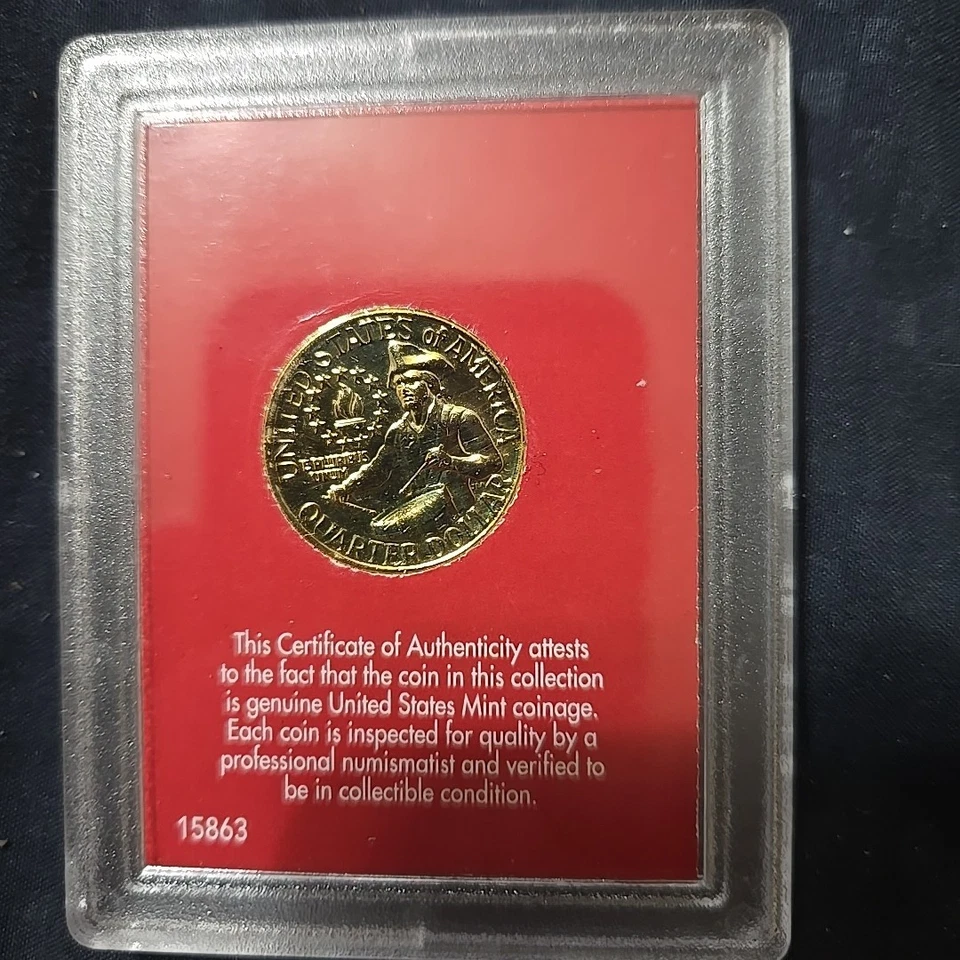 UNITED STATES of AMERICA
E PLURIBUS
UNUM
QUARTER DOLLAR
This Certificate of Authenticity attests
to the fact that the coin in this collection
is genuine United States Mint coinage.
Each coin is inspected for quality by a
professional numismatist and verified to
be in collectible condition.
15863